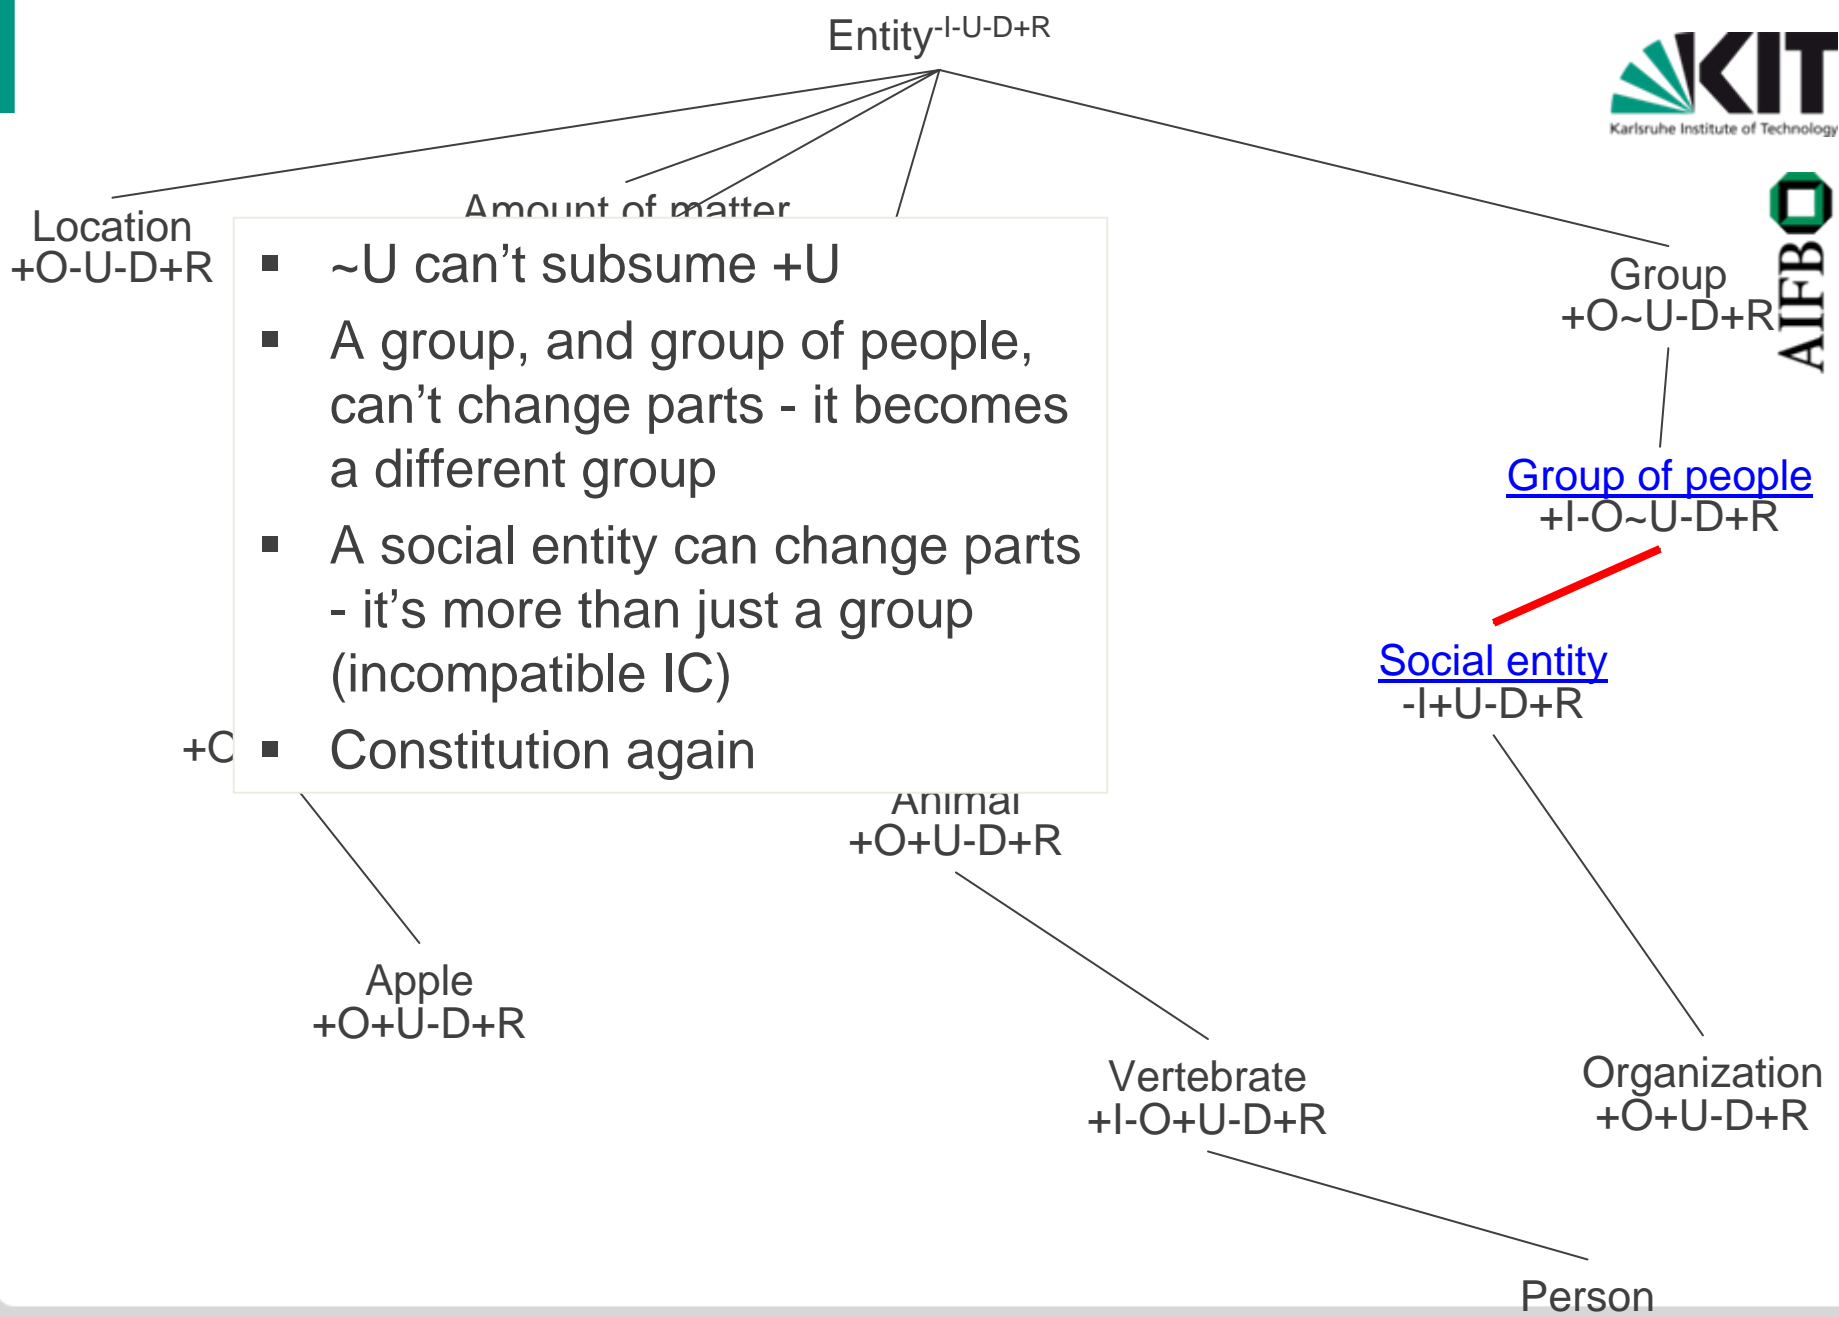 Entity-I-U-D+R
KIT
Karlsruhe Institute of Technology
AIFB
Location
+O-U-D+R
Amount of matter
Group
+O~U-D+R
▪ ~U can't subsume +U
▪ A group, and group of people,
can't change parts - it becomes
a different group
▪ A social entity can change parts
- it's more than just a group
(incompatible IC)
▪ Constitution again
Group of people
+I-O~U-D+R
Social entity
-I+U-D+R
Animal
+O+U-D+R
Apple
+O+U-D+R
Vertebrate
+I-O+U-D+R
Organization
+O+U-D+R
Person